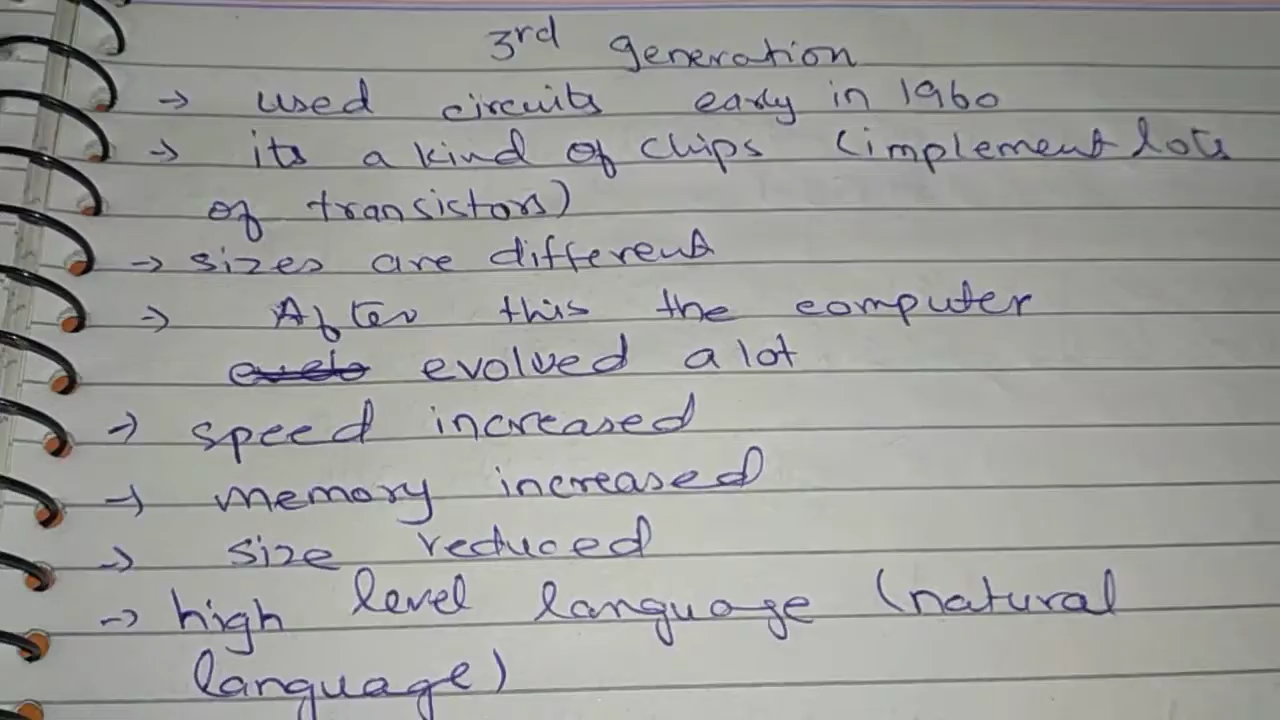 3rd generation
→ used circuits early in 1960
→ its a kind of chips (implement lots
of transistors)
→ sizes are different
→ After this the computer
evolved a lot
→ speed increased
→ memory increased
→ size reduced
→ high level language (natural
language)